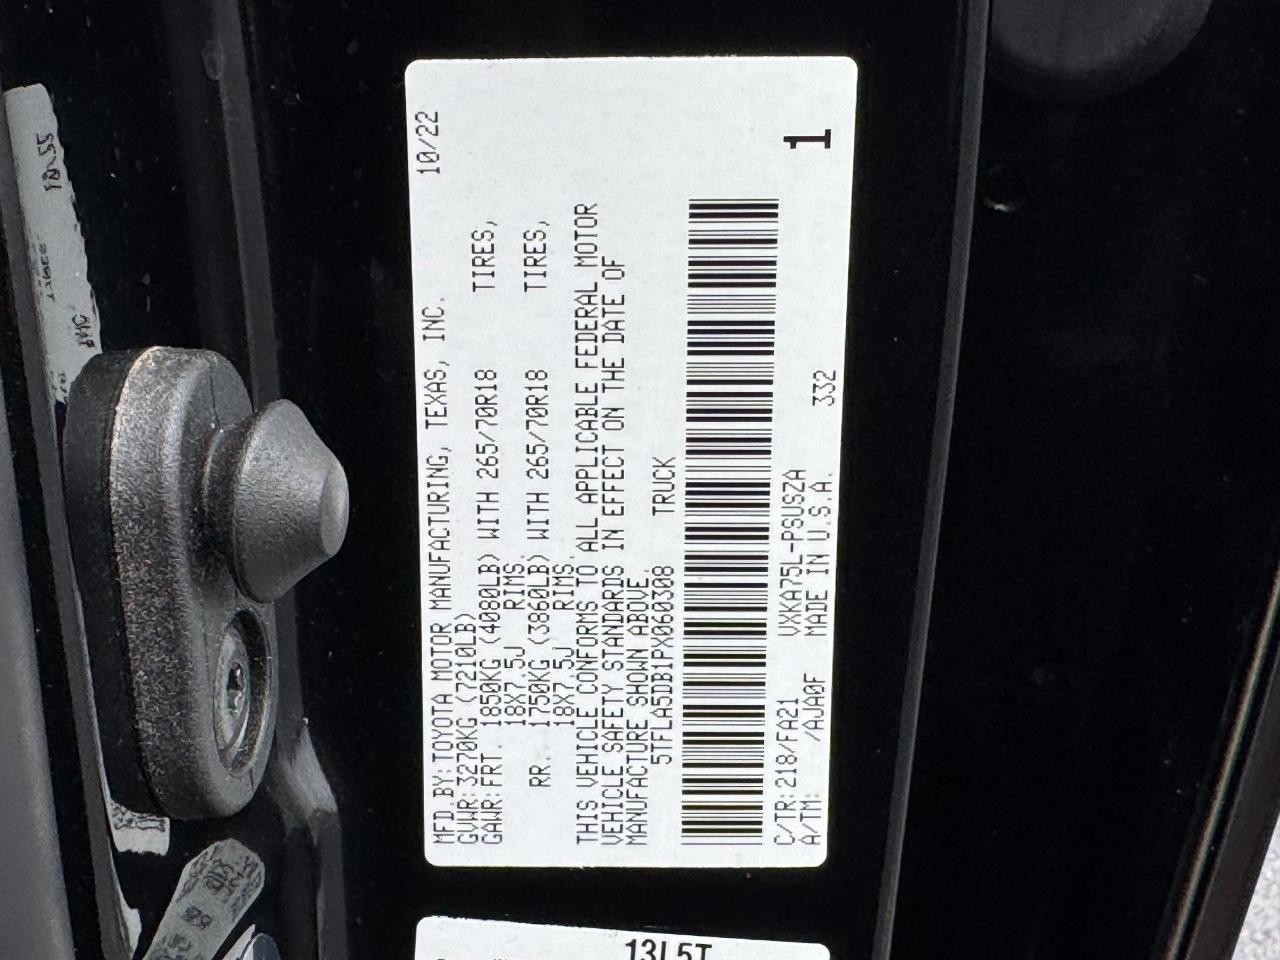 MFD.BY:TOYOTA MOTOR MANUFACTURING, TEXAS, INC. 10/22
GVWR:3270KG(7210LB)
GAWR:FRT. 1850KG(4080LB) WITH 265/70R18 TIRES,
18X7.5J RIMS.
RR. 1750KG(3860LB) WITH 265/70R18 TIRES,
18X7.5J RIMS.
THIS VEHICLE CONFORMS TO ALL APPLICABLE FEDERAL MOTOR
VEHICLE SAFETY STANDARDS IN EFFECT ON THE DATE OF
MANUFACTURE SHOWN ABOVE.
5TFLA5DB1PX060308 TRUCK
1
C/TR:218/FA21 VXKA75L-PSUSZA
A/TM: /AJA0F MADE IN U.S.A. 332
13L5T